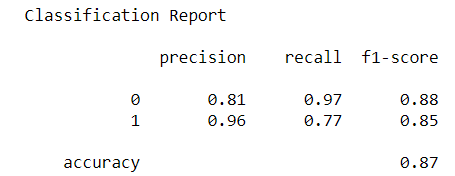 Classification Report
precision recall f1-score
0 0.81 0.97 0.88
1 0.96 0.77 0.85
accuracy 0.87